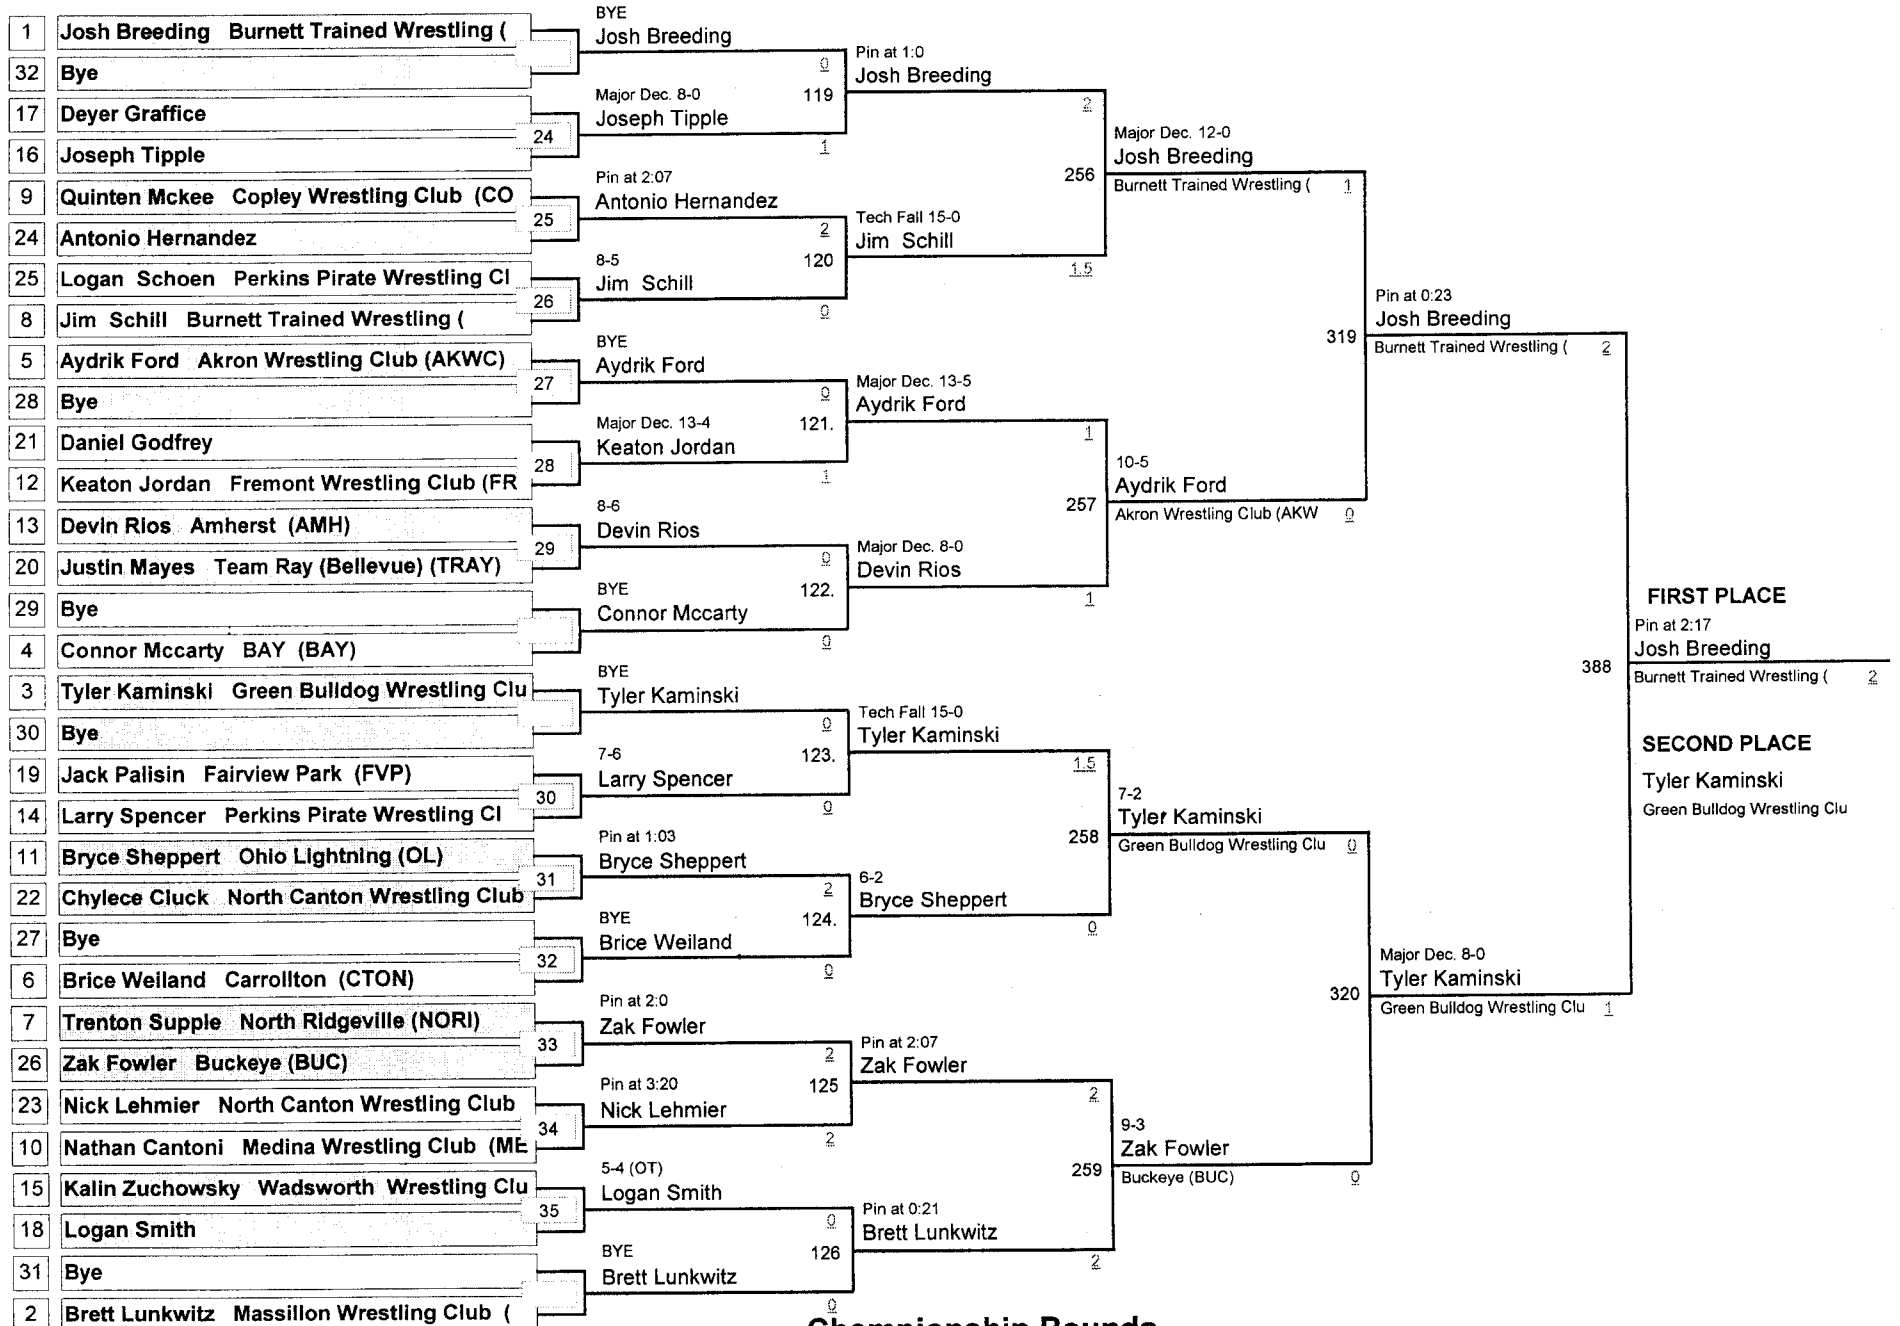 1 Josh Breeding Burnett Trained Wrestling (
32 Bye
17 Deyer Graffice
16 Joseph Tipple
24
9 Quinten Mckee Copley Wrestling Club (CO
24 Antonio Hernandez
25
25 Logan Schoen Perkins Pirate Wrestling Cl
8 Jim Schill Burnett Trained Wrestling (
26
5 Aydrik Ford Akron Wrestling Club (AKWC)
28 Bye
27
21 Daniel Godfrey
12 Keaton Jordan Fremont Wrestling Club (FR
28
13 Devin Rios Amherst (AMH)
20 Justin Mayes Team Ray (Bellevue) (TRAY)
29
29 Bye
4 Connor Mccarty BAY (BAY)
3 Tyler Kaminski Green Bulldog Wrestling Clu
30 Bye
19 Jack Palisin Fairview Park (FVP)
14 Larry Spencer Perkins Pirate Wrestling Cl
30
11 Bryce Sheppert Ohio Lightning (OL)
22 Chylece Cluck North Canton Wrestling Club
31
27 Bye
6 Brice Weiland Carrollton (CTON)
32
7 Trenton Supple North Ridgeville (NORI)
26 Zak Fowler Buckeye (BUC)
33
23 Nick Lehmier North Canton Wrestling Club
10 Nathan Cantoni Medina Wrestling Club (ME
34
15 Kalin Zuchowsky Wadsworth Wrestling Clu
18 Logan Smith
35
31 Bye
2 Brett Lunkwitz Massillon Wrestling Club (
BYE
Josh Breeding
0
119
Major Dec. 8-0
Joseph Tipple
1
Pin at 2:07
Antonio Hernandez
2
120
8-5
Jim Schill
0
BYE
Aydrik Ford
0
121.
Major Dec. 13-4
Keaton Jordan
1
8-6
Devin Rios
0
122.
BYE
Connor Mccarty
0
BYE
Tyler Kaminski
0
123.
7-6
Larry Spencer
0
Pin at 1:03
Bryce Sheppert
2
124.
BYE
Brice Weiland
0
Pin at 2:0
Zak Fowler
2
125
Pin at 3:20
Nick Lehmier
2
5-4 (OT)
Logan Smith
0
126
BYE
Brett Lunkwitz
0
Pin at 1:0
Josh Breeding
2
256
Tech Fall 15-0
Jim Schill
1.5
Major Dec. 13-5
Aydrik Ford
1
257
Major Dec. 8-0
Devin Rios
1
Tech Fall 15-0
Tyler Kaminski
1.5
258
6-2
Bryce Sheppert
0
Pin at 2:07
Zak Fowler
2
259
Pin at 0:21
Brett Lunkwitz
2
Major Dec. 12-0
Josh Breeding
Burnett Trained Wrestling ( 1
319
10-5
Aydrik Ford
Akron Wrestling Club (AKW 0
7-2
Tyler Kaminski
Green Bulldog Wrestling Clu 0
320
9-3
Zak Fowler
Buckeye (BUC) 0
Pin at 0:23
Josh Breeding
Burnett Trained Wrestling ( 2
388
Major Dec. 8-0
Tyler Kaminski
Green Bulldog Wrestling Clu 1
FIRST PLACE
Pin at 2:17
Josh Breeding
Burnett Trained Wrestling ( 2
SECOND PLACE
Tyler Kaminski
Green Bulldog Wrestling Clu
Championship Rounds